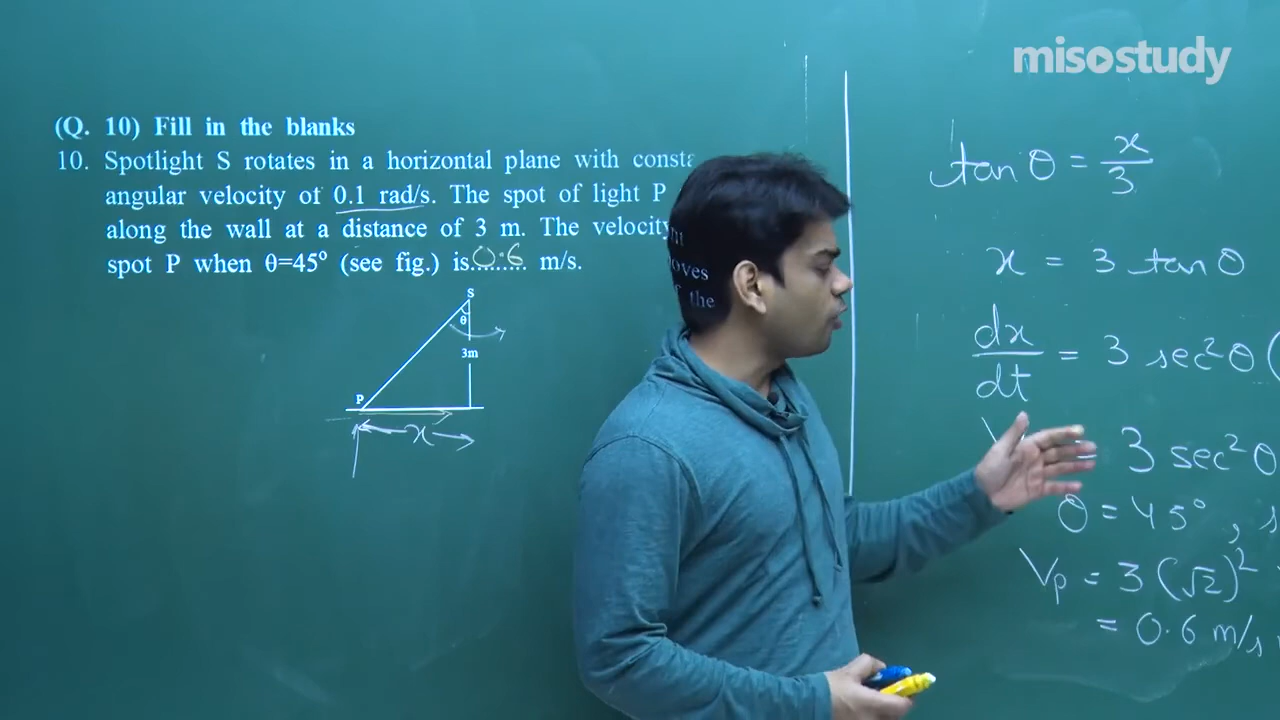 misostudy
(Q. 10) Fill in the blanks
10. Spotlight S rotates in a horizontal plane with
angular velocity of 0.1 rad/s. The spot of light P
along the wall at a distance of 3 m. The velocity
spot P when θ=45° (see fig.) is...0.6... m/s.
the
S
θ
3m
P
x
tan θ = x/3
x = 3 tan θ
dx/dt = 3 sec²θ (
= 3 sec²θ
θ = 45°,
Vp = 3 (√2)²
= 0.6 m/s